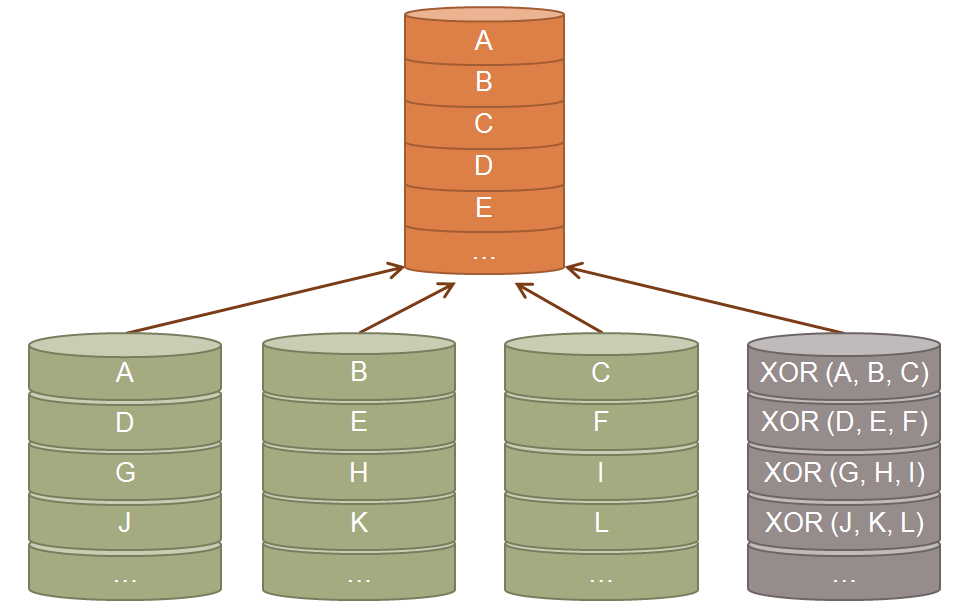 A
B
C
D
E
...
A
D
G
J
...
B
E
H
K
...
C
F
I
L
...
XOR (A, B, C)
XOR (D, E, F)
XOR (G, H, I)
XOR (J, K, L)
...